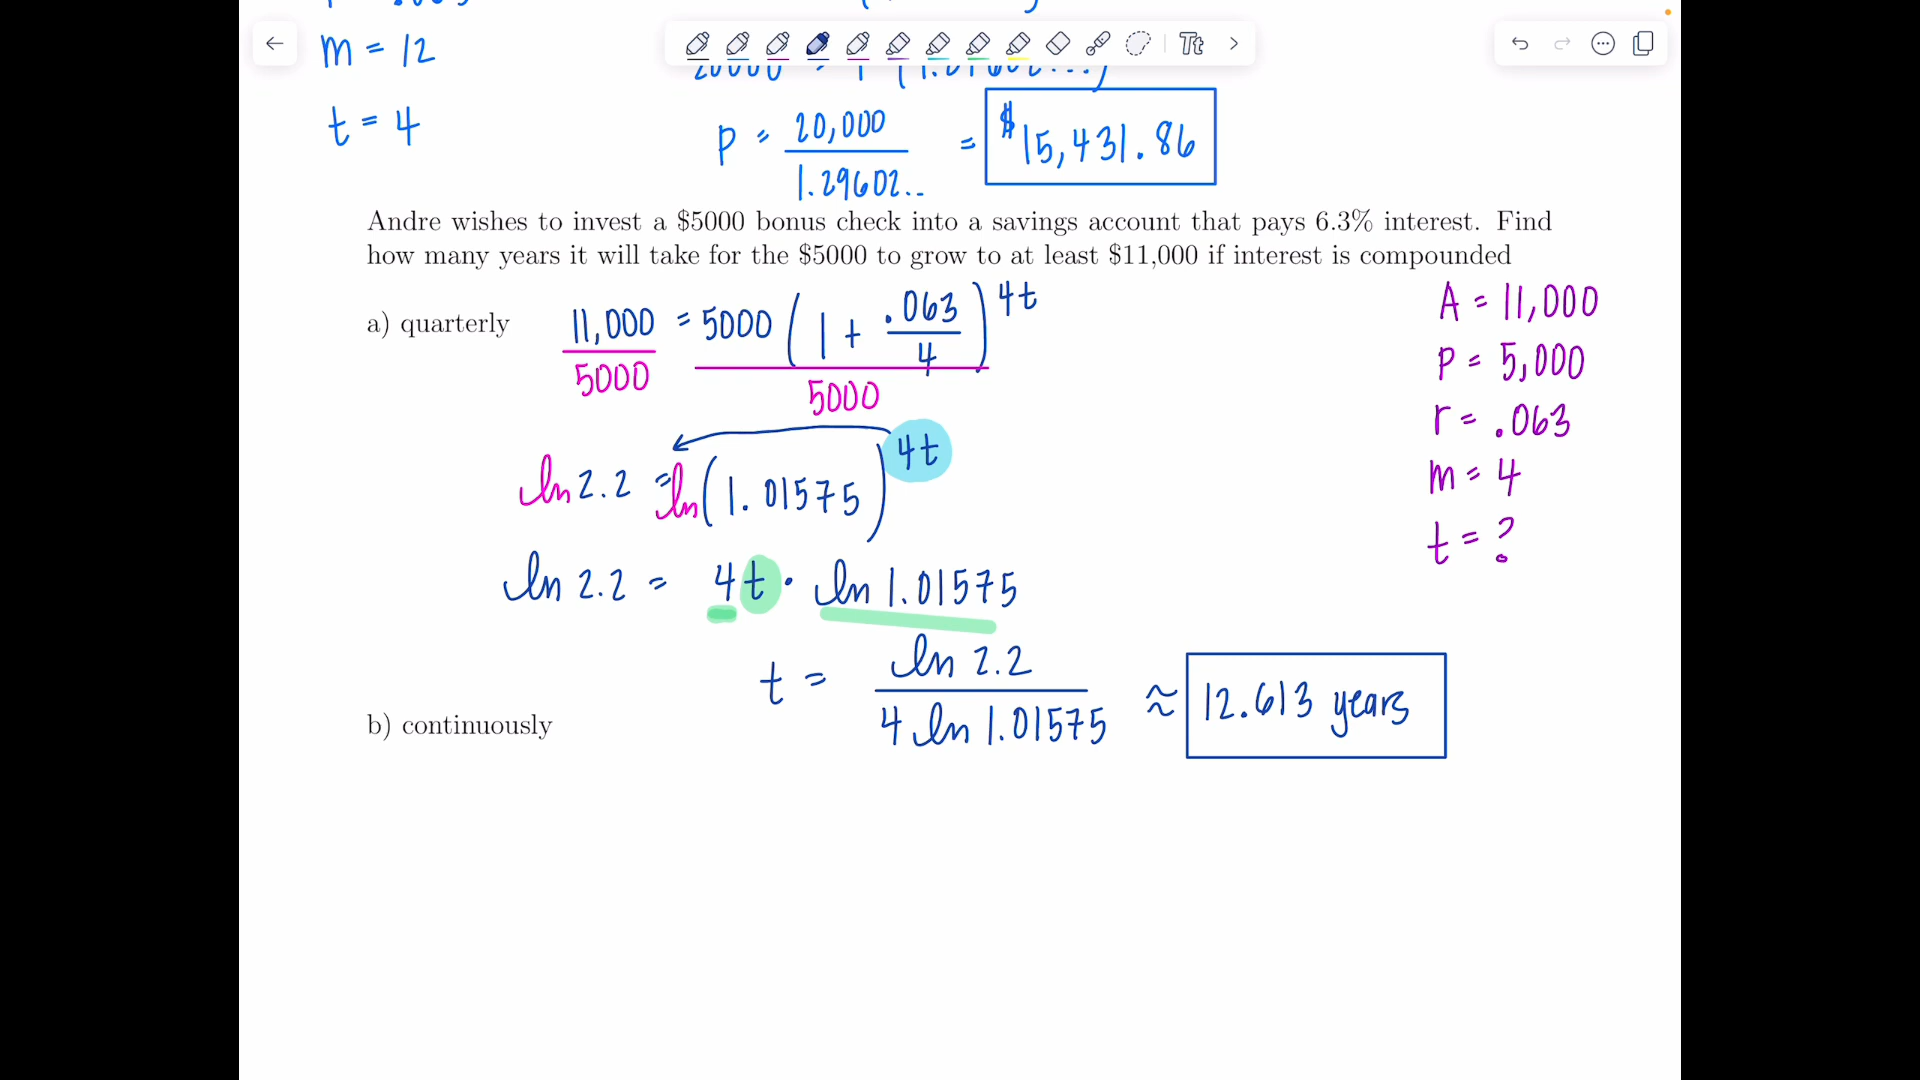 m = 12
t = 4
Tt
P = 20,000 / 1.29602.. = $15,431.86
Andre wishes to invest a $5000 bonus check into a savings account that pays 6.3% interest. Find
how many years it will take for the $5000 to grow to at least $11,000 if interest is compounded
a) quarterly
11,000 / 5000 = 5000 (1 + .063/4)^4t / 5000
ln 2.2 = ln (1.01575)^4t
ln 2.2 = 4t · ln 1.01575
t = ln 2.2 / 4 ln 1.01575 ≈ 12.613 years
A = 11,000
P = 5,000
r = .063
m = 4
t = ?
b) continuously